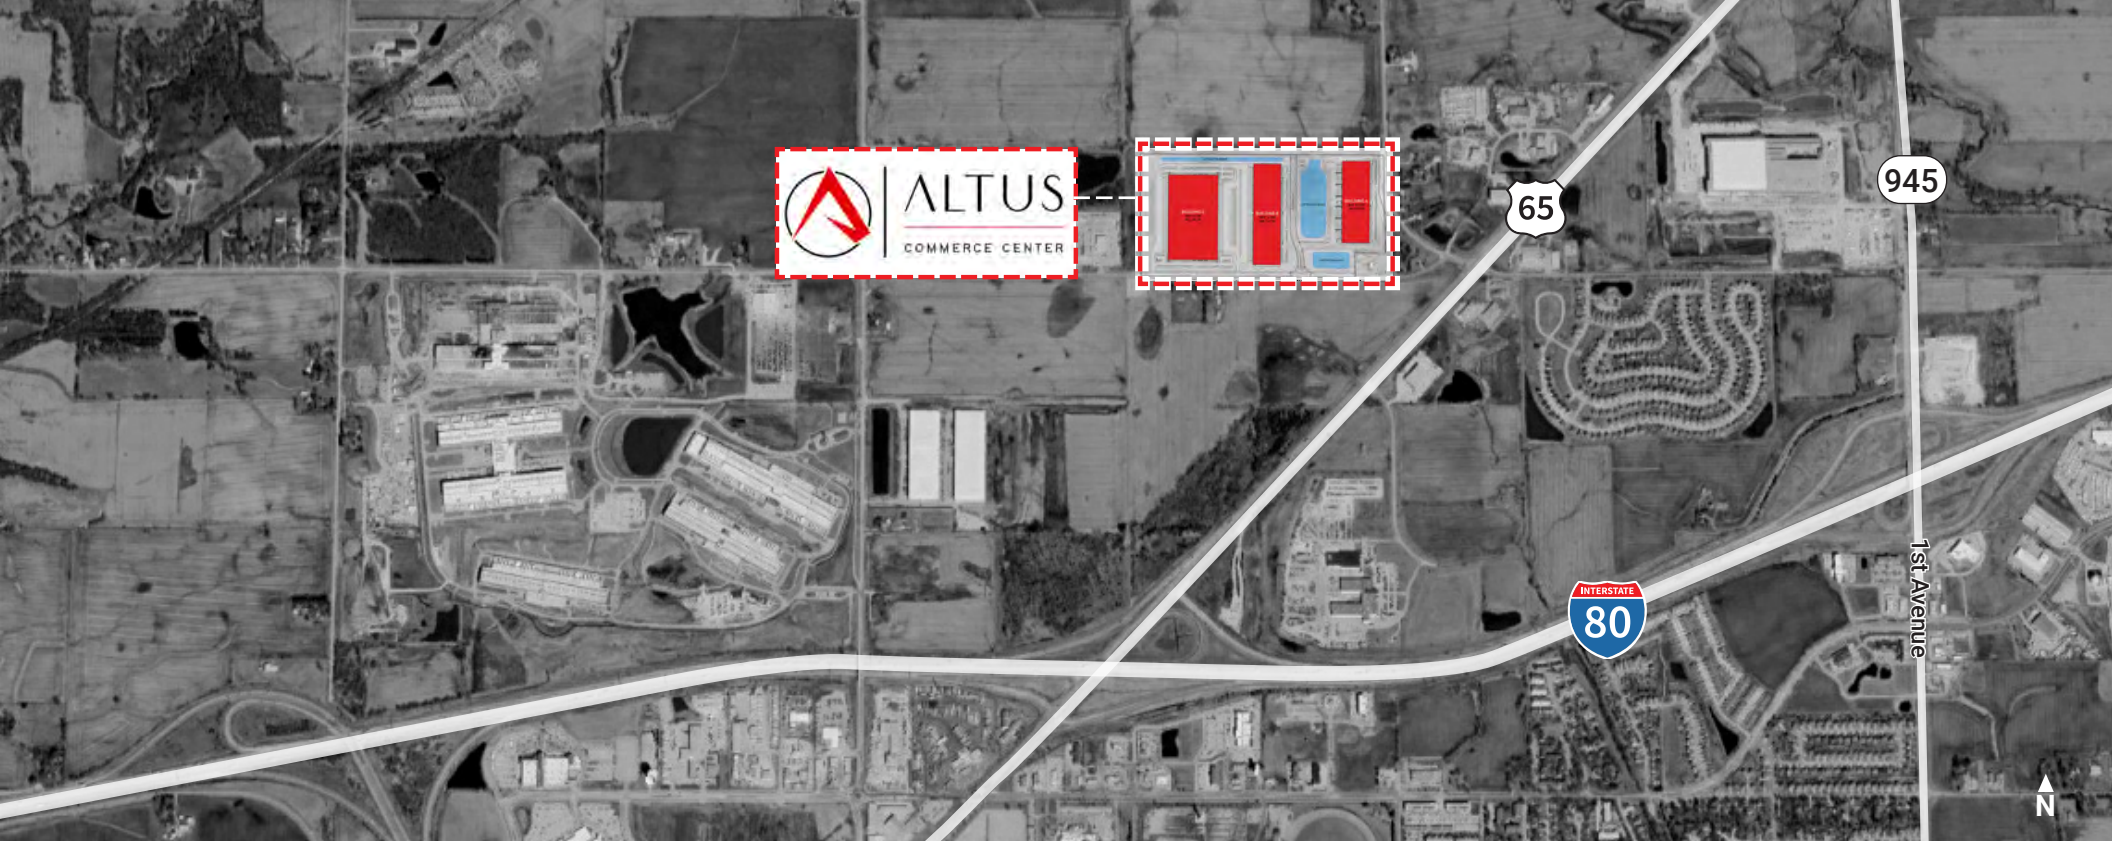 ALTUS
COMMERCE CENTER
65
945
INTERSTATE
80
1st Avenue
N